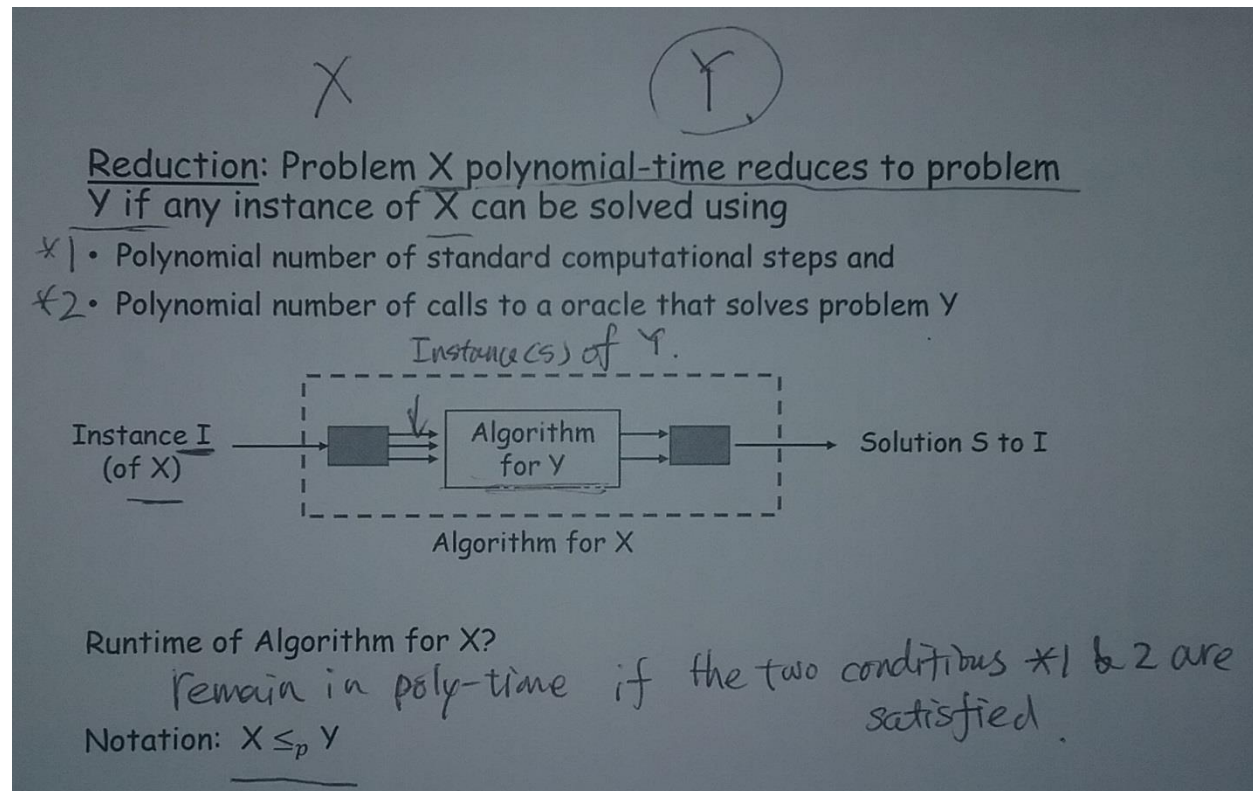 X Y
Reduction: Problem X polynomial-time reduces to problem
Y if any instance of X can be solved using
*1 • Polynomial number of standard computational steps and
*2 • Polynomial number of calls to a oracle that solves problem Y
Instance(s) of Y.
Instance I
(of X)
Algorithm
for Y
Solution S to I
Algorithm for X
Runtime of Algorithm for X?
remain in poly-time if the two conditions *1 & 2 are
satisfied.
Notation: X ≤p Y